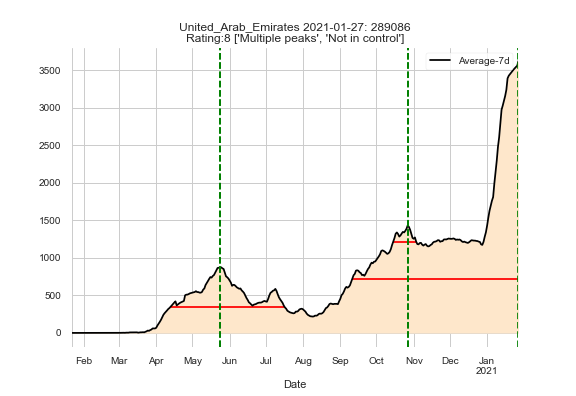 United_Arab_Emirates 2021-01-27: 289086
Rating:8 ['Multiple peaks', 'Not in control']
Average-7d
3500
3000
2500
2000
1500
1000
500
0
Feb Mar Apr May Jun Jul Aug Sep Oct Nov Dec Jan
2021
Date